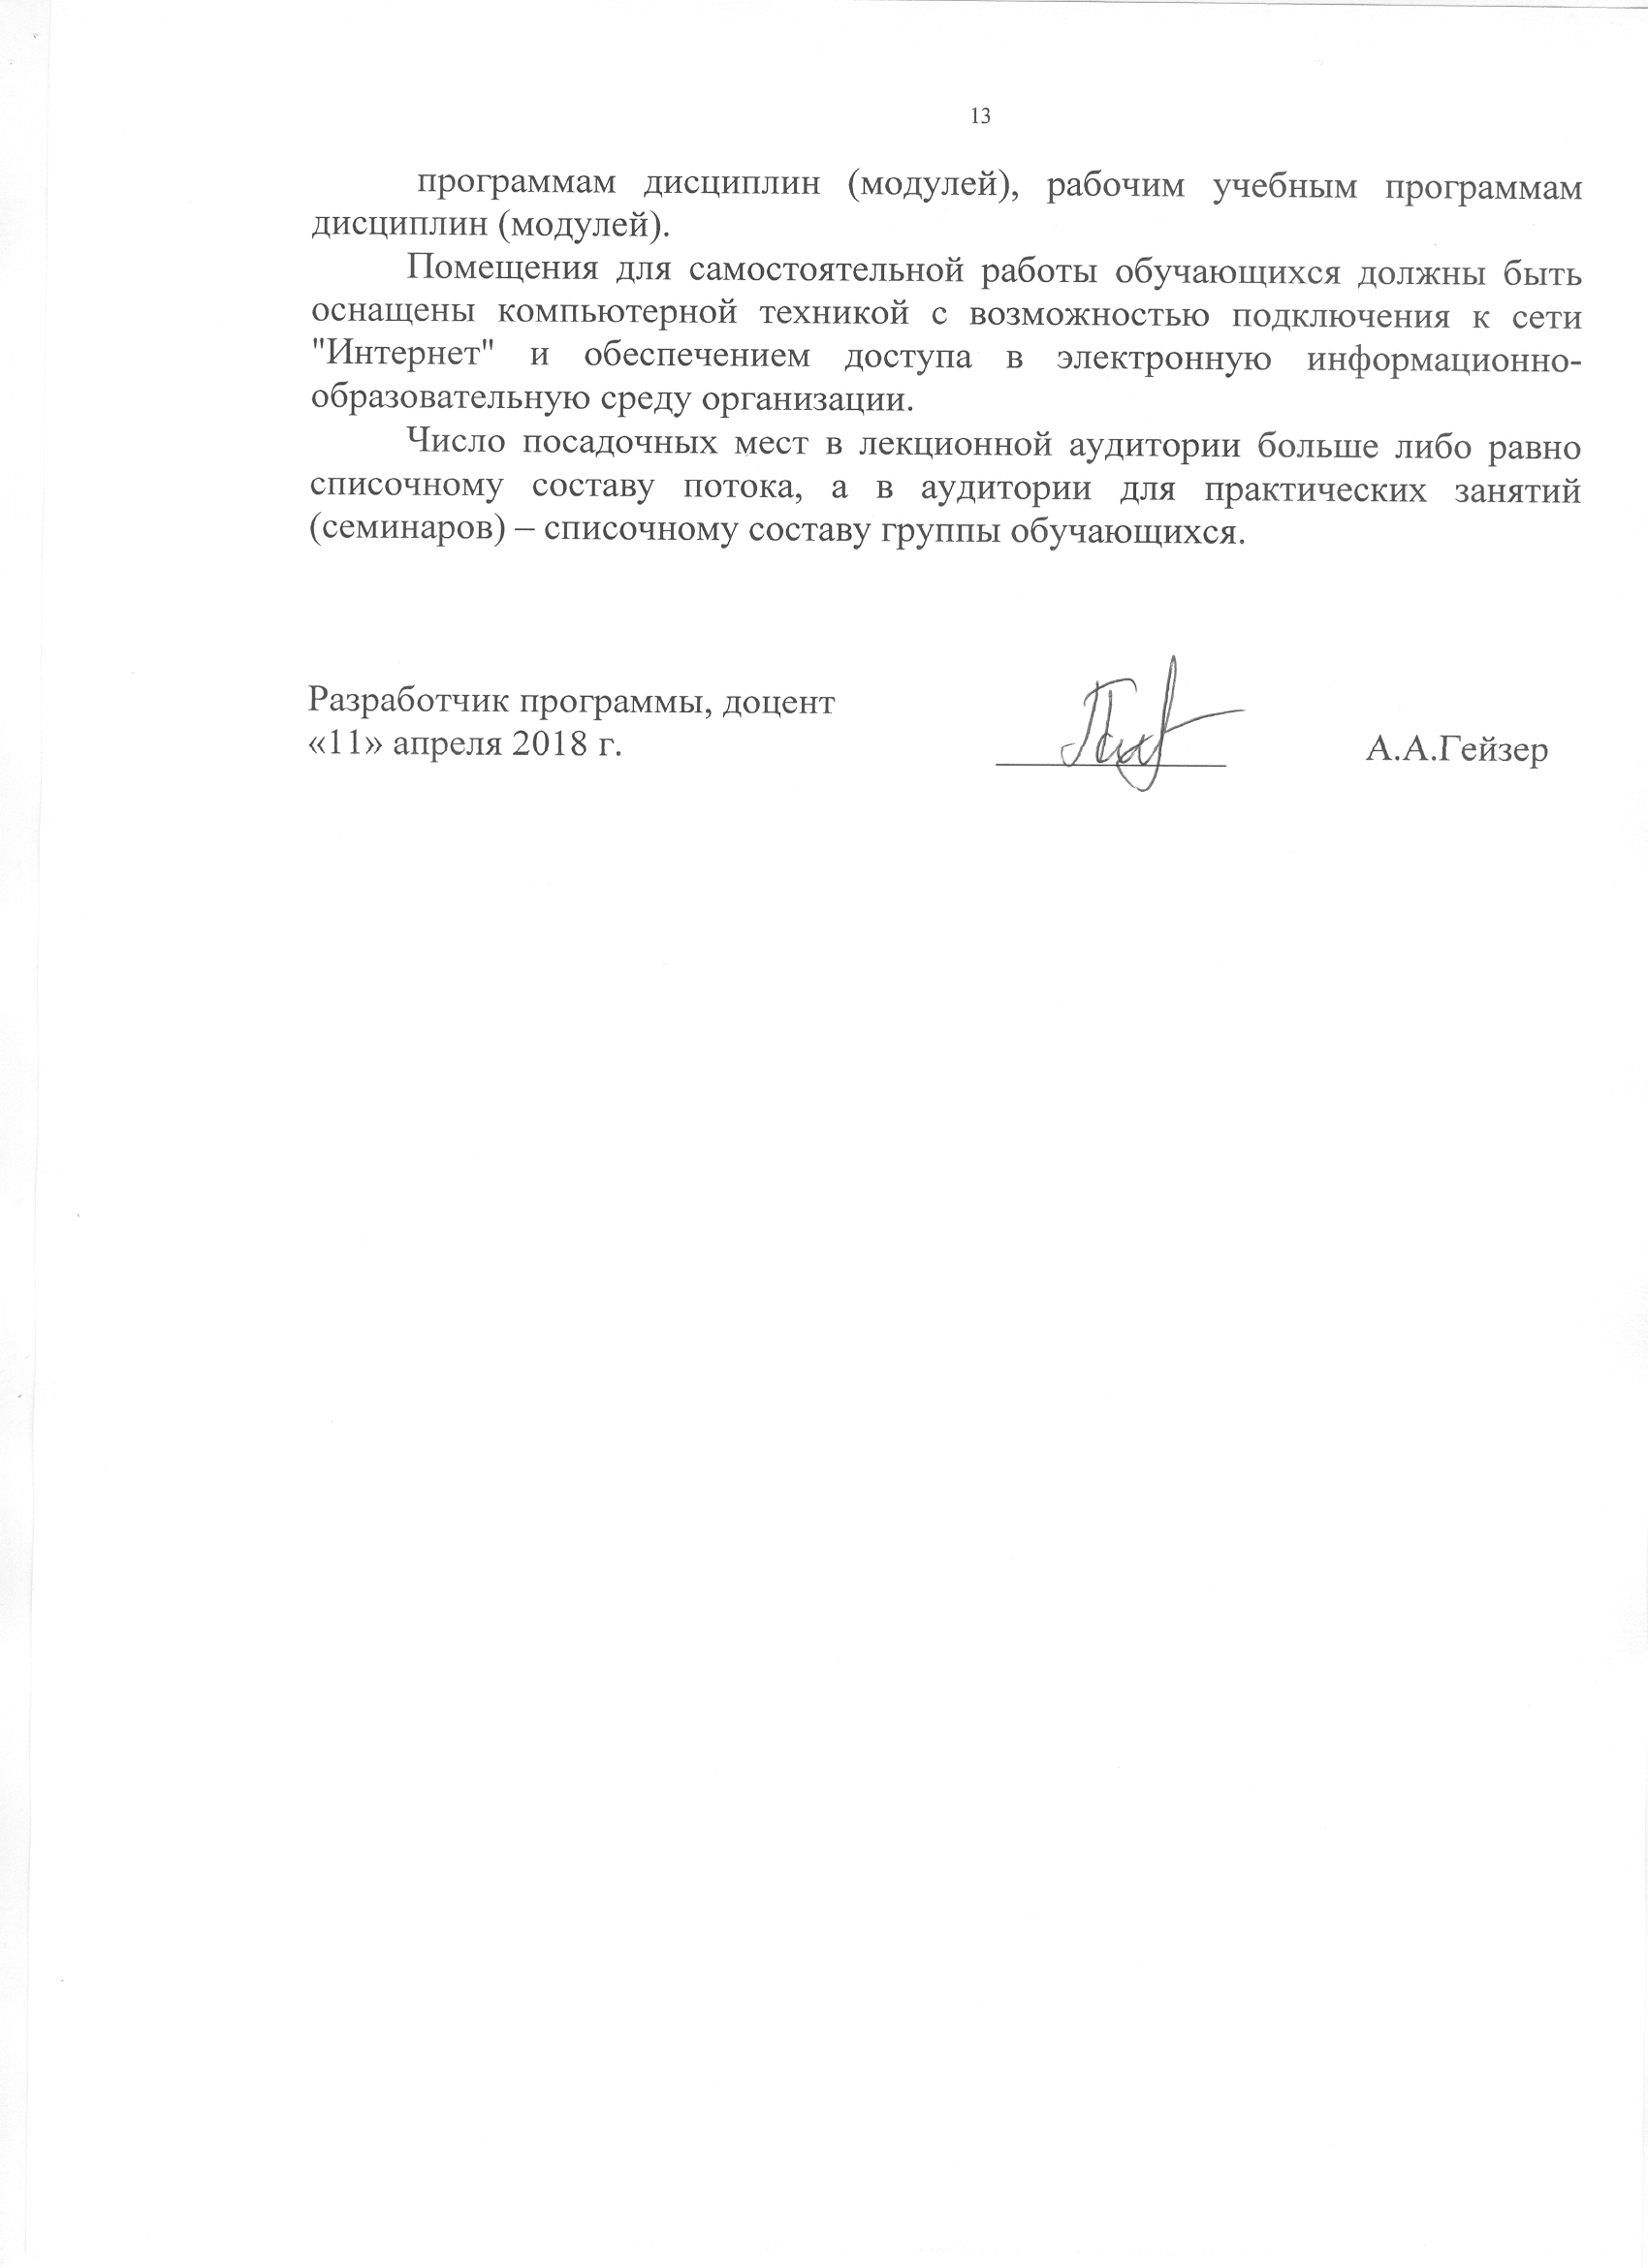 13
программам дисциплин (модулей), рабочим учебным программам
дисциплин (модулей).
Помещения для самостоятельной работы обучающихся должны быть
оснащены компьютерной техникой с возможностью подключения к сети
"Интернет" и обеспечением доступа в электронную информационно-
образовательную среду организации.
Число посадочных мест в лекционной аудитории больше либо равно
списочному составу потока, а в аудитории для практических занятий
(семинаров) – списочному составу группы обучающихся.
Разработчик программы, доцент
«11» апреля 2018 г.
А.А.Гейзер